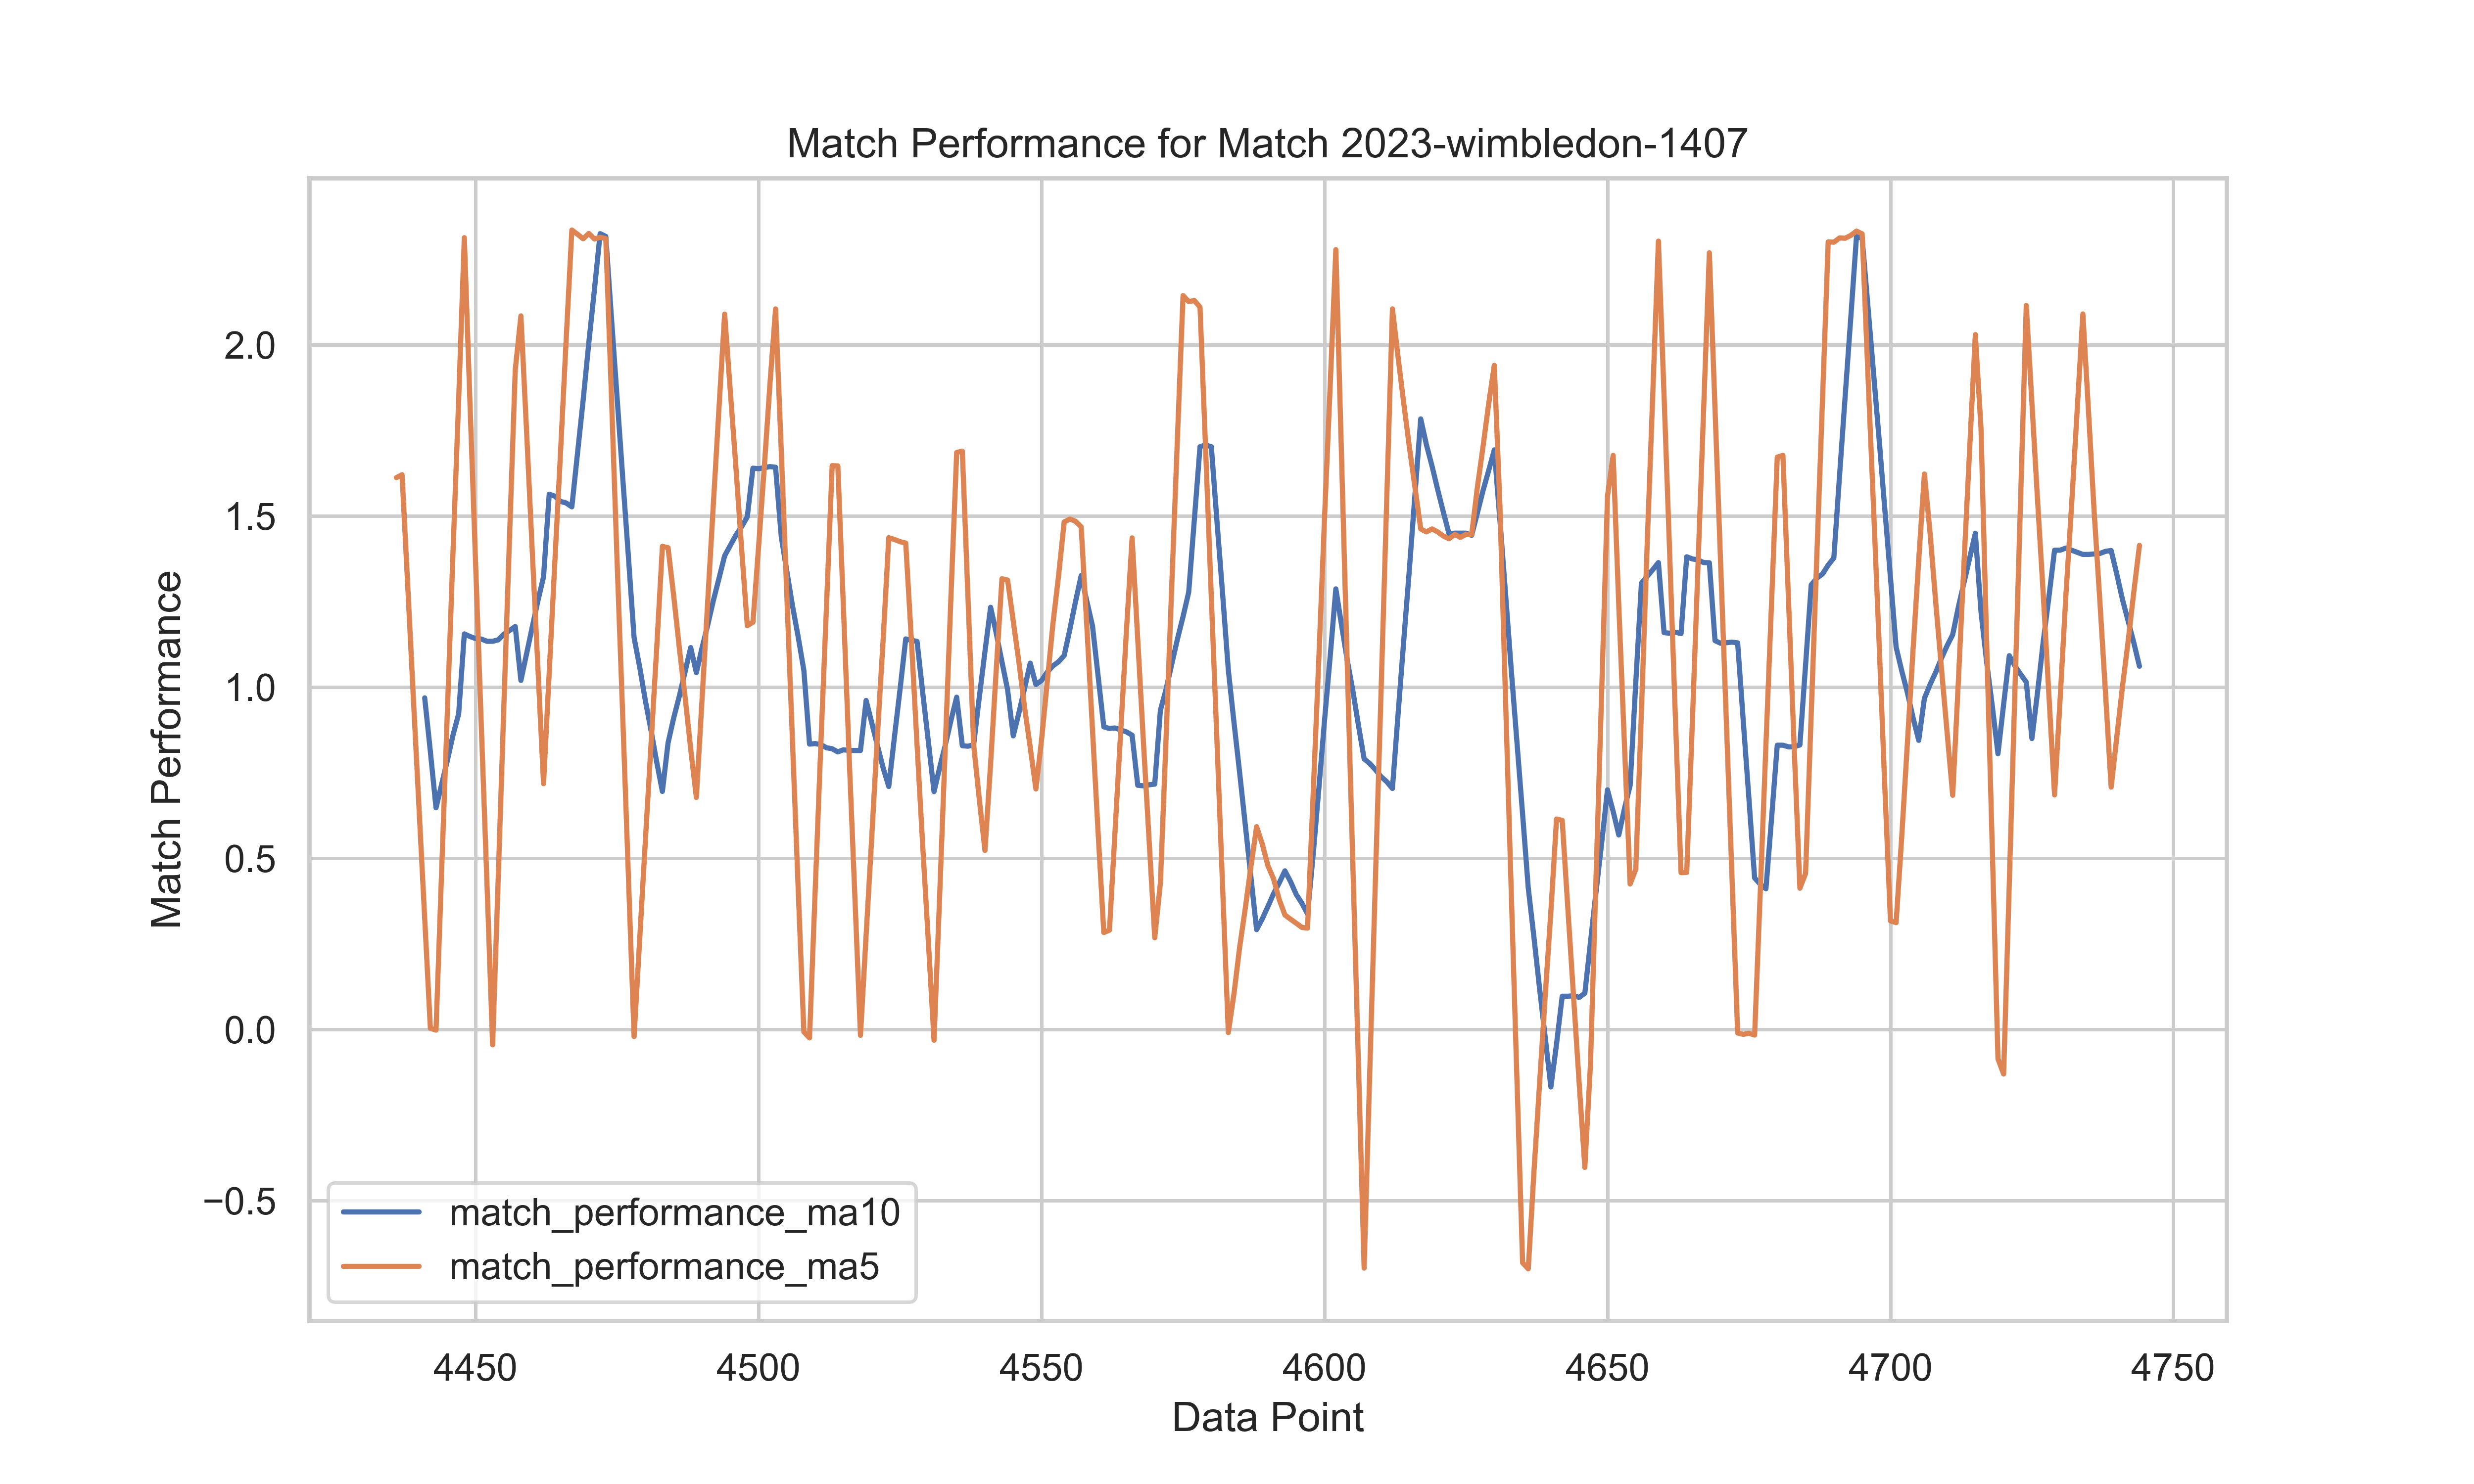 Match Performance for Match 2023-wimbledon-1407
Match Performance
2.0
1.5
1.0
0.5
0.0
−0.5
match_performance_ma10
match_performance_ma5
4450 4500 4550 4600 4650 4700 4750
Data Point